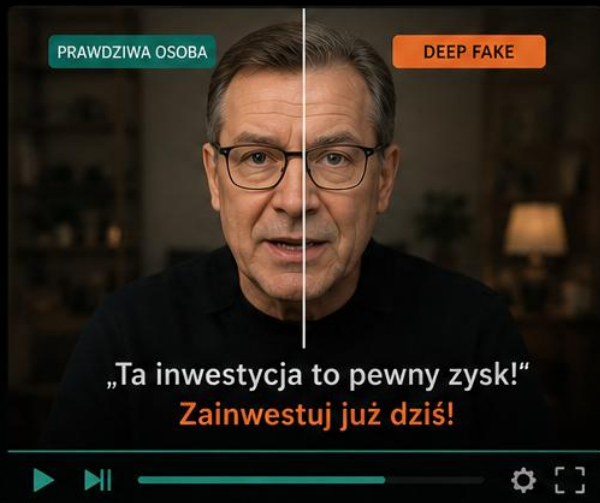 PRAWDZIWA OSOBA
DEEP FAKE
„Ta inwestycja to pewny zysk!“
Zainwestuj już dziś!